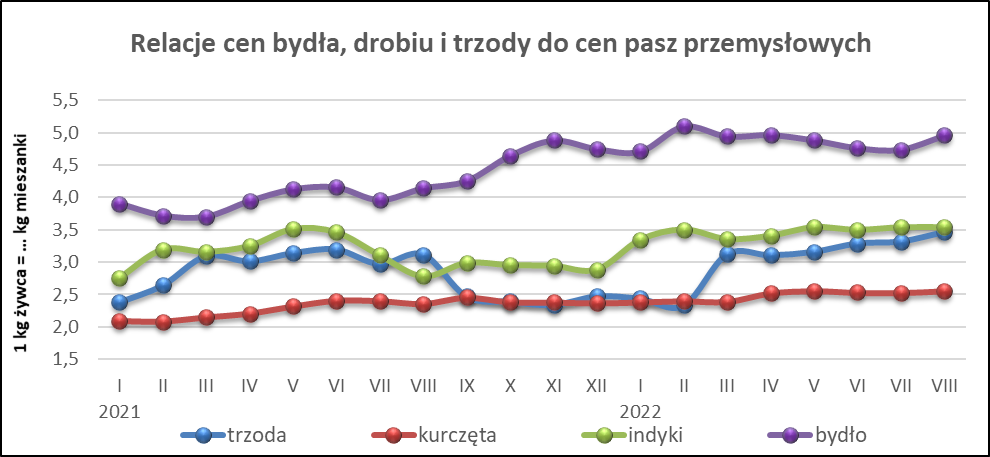 Relacje cen bydła, drobiu i trzody do cen pasz przemysłowych
1 kg żywca = ... kg mieszanki
5,5
5,0
4,5
4,0
3,5
3,0
2,5
2,0
1,5
I II III IV V VI VII VIII IX X XI XII I II III IV V VI VII VIII
2021 2022
trzoda kurczęta indyki bydło